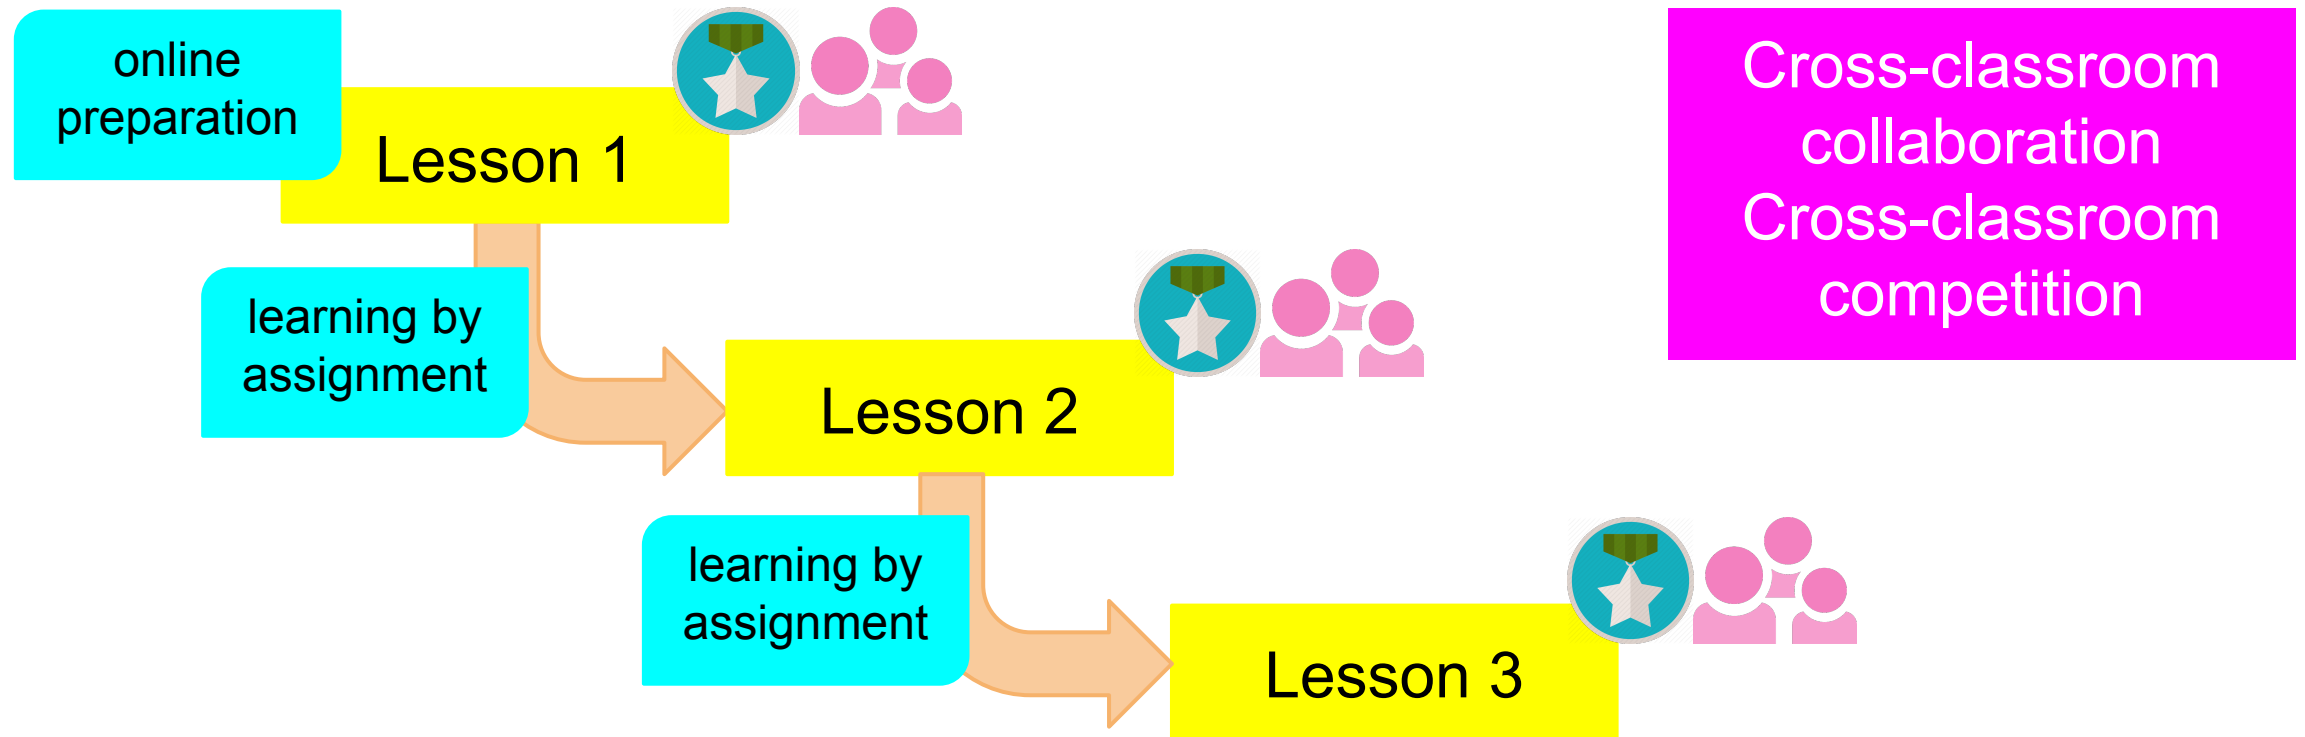 online
preparation
Lesson 1
learning by
assignment
Lesson 2
learning by
assignment
Lesson 3
Cross-classroom
collaboration
Cross-classroom
competition